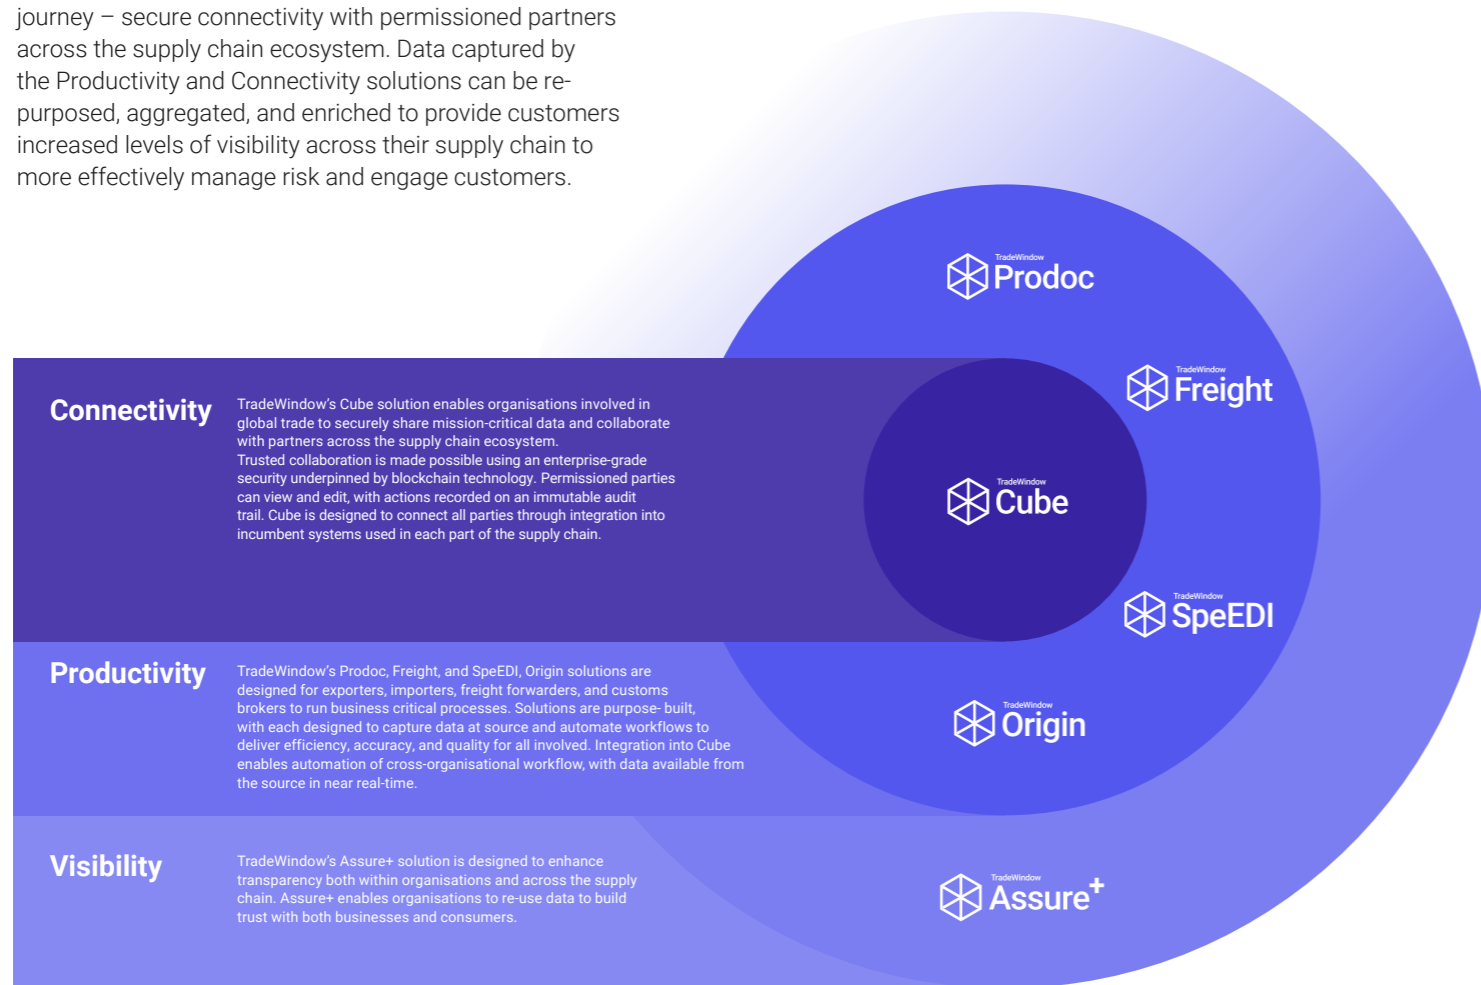 journey – secure connectivity with permissioned partners
across the supply chain ecosystem. Data captured by
the Productivity and Connectivity solutions can be re-
purposed, aggregated, and enriched to provide customers
increased levels of visibility across their supply chain to
more effectively manage risk and engage customers.
TradeWindow
Prodoc
TradeWindow
Freight
Connectivity
TradeWindow's Cube solution enables organisations involved in
global trade to securely share mission-critical data and collaborate
with partners across the supply chain ecosystem.
Trusted collaboration is made possible using an enterprise-grade
security underpinned by blockchain technology. Permissioned parties
can view and edit, with actions recorded on an immutable audit
trail. Cube is designed to connect all parties through integration into
incumbent systems used in each part of the supply chain.
TradeWindow
Cube
TradeWindow
SpeEDI
Productivity
TradeWindow's Prodoc, Freight, and SpeEDI, Origin solutions are
designed for exporters, importers, freight forwarders, and customs
brokers to run business critical processes. Solutions are purpose- built,
with each designed to capture data at source and automate workflows to
deliver efficiency, accuracy, and quality for all involved. Integration into Cube
enables automation of cross-organisational workflow, with data available from
the source in near real-time.
TradeWindow
Origin
Visibility
TradeWindow's Assure+ solution is designed to enhance
transparency both within organisations and across the supply
chain. Assure+ enables organisations to re-use data to build
trust with both businesses and consumers.
TradeWindow
Assure+